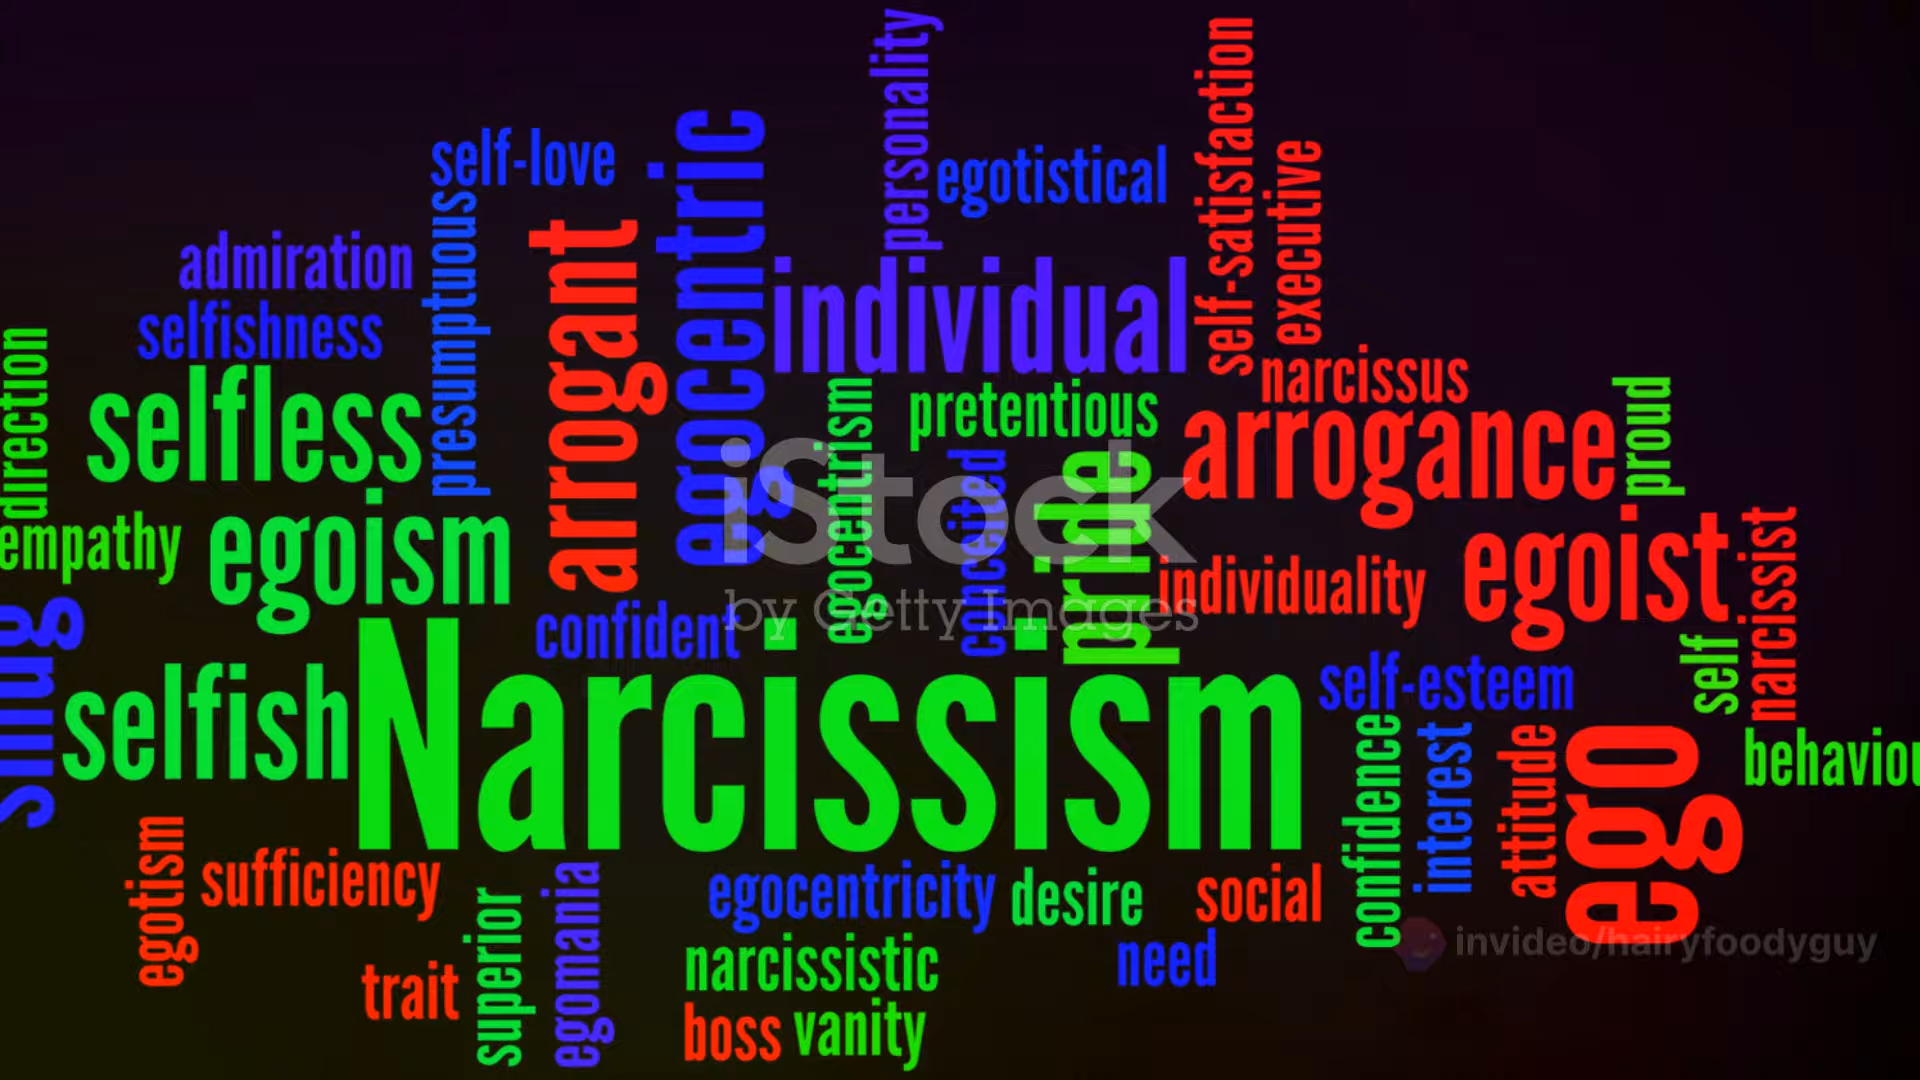 personality
self-satisfaction
self-love
egocentric
egotistical
executive
presumptuous
arrogant
admiration
individual
selfishness
direction
narcissus
selfless
egocentrism
pretentious
arrogance
proud
iStock
conceited
pride
empathy
egoism
individuality
egoist
narcissist
by Getty Images
smug
confident
self
selfish
Narcissism
self-esteem
confidence
interest
attitude
ego
behaviou
egotism
sufficiency
superior
egomania
egocentricity
desire
social
invideo/hairyfoodyguy
trait
narcissistic
need
boss
vanity